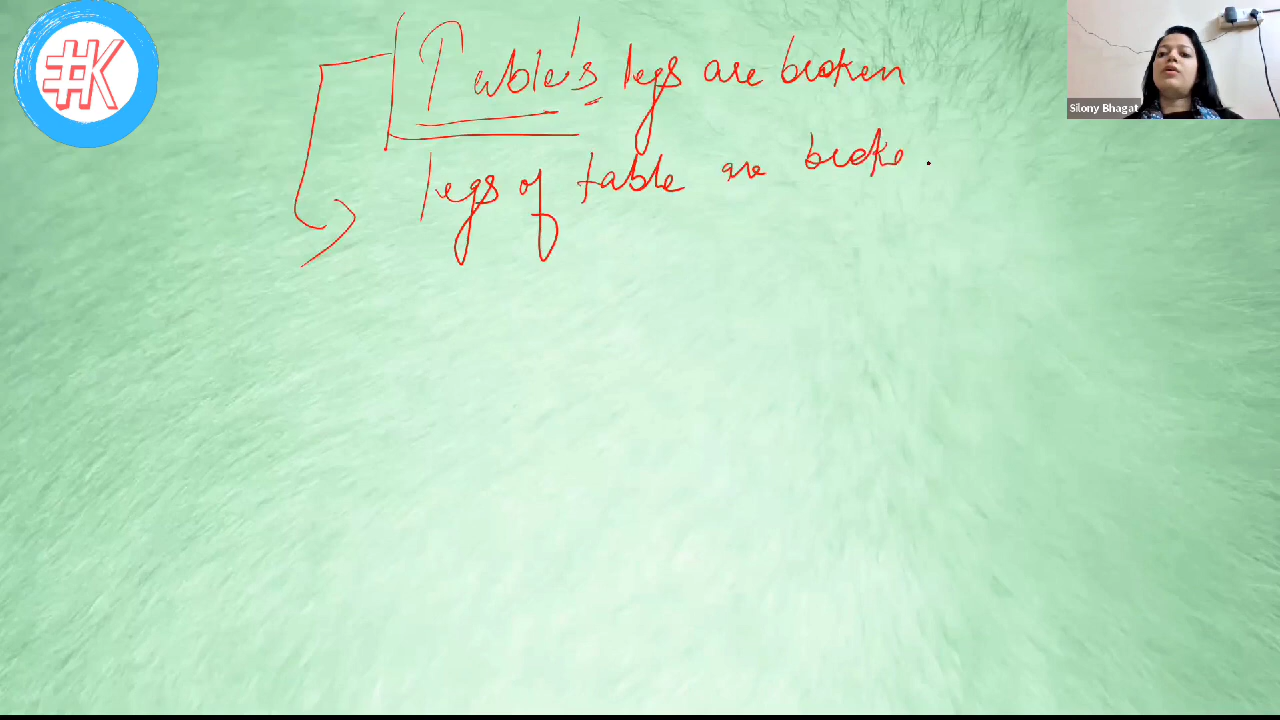 #K
Table's legs are broken
legs of table are broke
Silony Bhagat